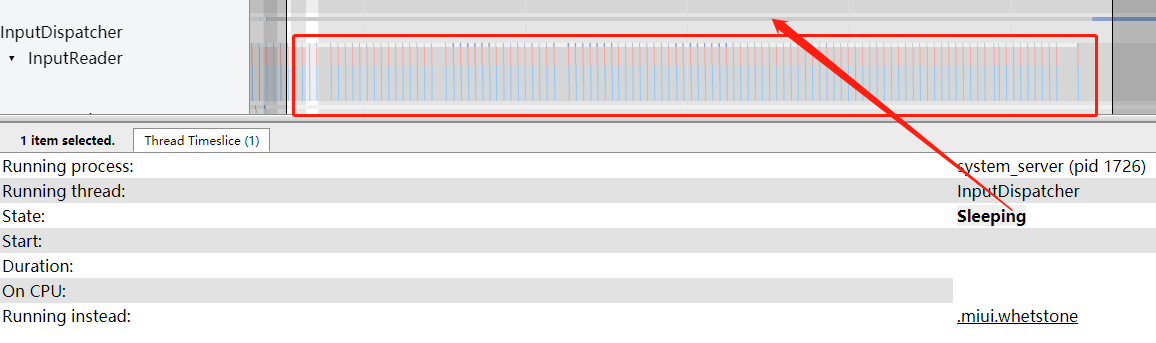 InputDispatcher
▾ InputReader
1 item selected. Thread Timeslice (1)
Running process: system_server (pid 1726)
Running thread: InputDispatcher
State: Sleeping
Start:
Duration:
On CPU:
Running instead: .miui.whetstone